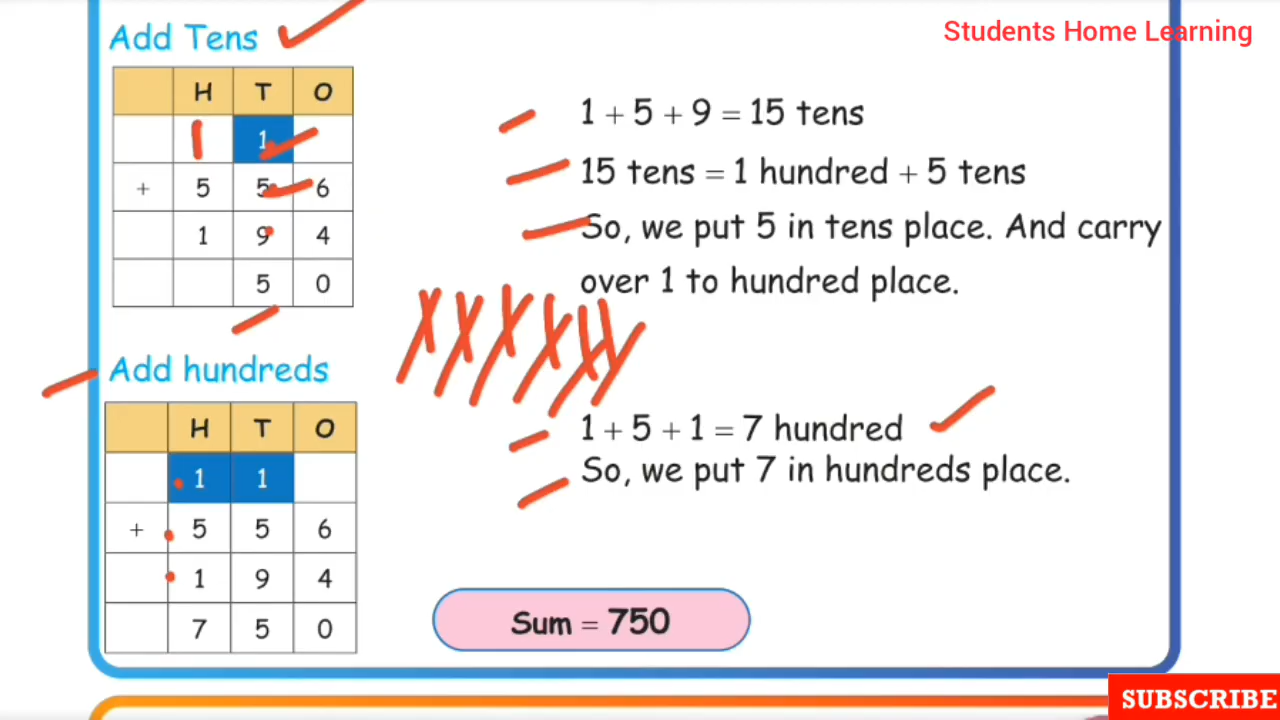 Students Home Learning
Add Tens
H T O
1 1
+ 5 5 6
1 9 4
5 0
1 + 5 + 9 = 15 tens
15 tens = 1 hundred + 5 tens
So, we put 5 in tens place. And carry
over 1 to hundred place.
Add hundreds
H T O
1 1
+ 5 5 6
1 9 4
7 5 0
1 + 5 + 1 = 7 hundred
So, we put 7 in hundreds place.
Sum = 750
SUBSCRIBE